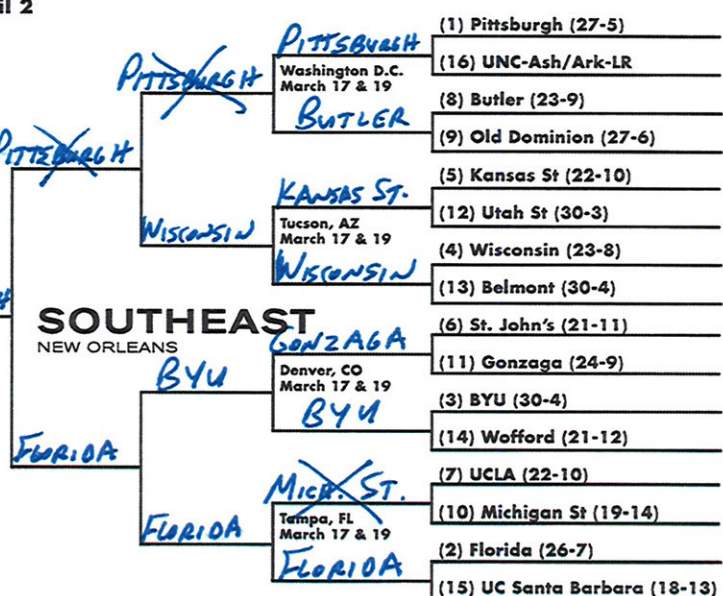 il 2
(1) Pittsburgh (27-5)
PITTSBURGH
(16) UNC-Ash/Ark-LR
Washington D.C.
March 17 & 19
PITTSBURGH
(8) Butler (23-9)
BUTLER
(9) Old Dominion (27-6)
PITTSBURGH
(5) Kansas St (22-10)
KANSAS ST.
(12) Utah St (30-3)
Tucson, AZ
March 17 & 19
WISCONSIN
(4) Wisconsin (23-8)
WISCONSIN
(13) Belmont (30-4)
SOUTHEAST
NEW ORLEANS
(6) St. John's (21-11)
GONZAGA
(11) Gonzaga (24-9)
Denver, CO
March 17 & 19
BYU
(3) BYU (30-4)
BYU
(14) Wofford (21-12)
FLORIDA
(7) UCLA (22-10)
MICH. ST.
(10) Michigan St (19-14)
Tampa, FL
March 17 & 19
FLORIDA
(2) Florida (26-7)
FLORIDA
(15) UC Santa Barbara (18-13)